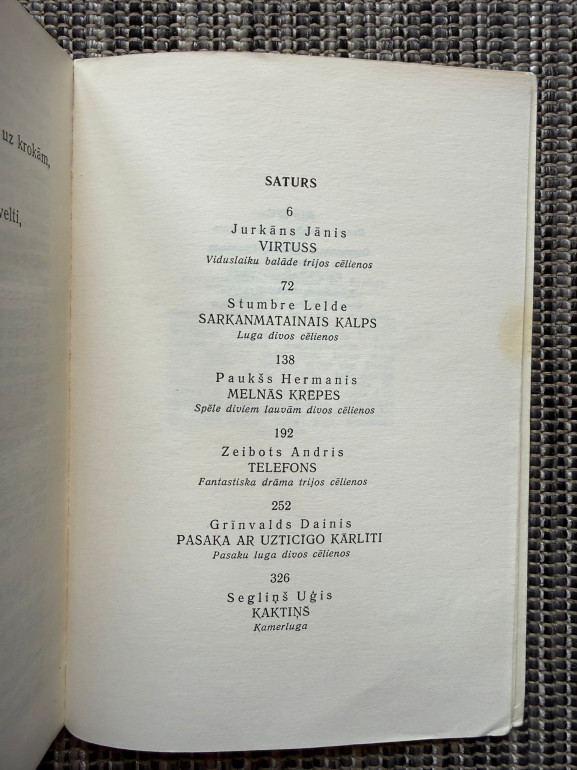 uz krokām,
velti,
SATURS
6
Jurkāns Jānis
VIRTUSS
Viduslaiku balāde trijos cēlienos
72
Stumbre Lelde
SARKANMATAINAIS KALPS
Luga divos cēlienos
138
Paukšs Hermanis
MELNĀS KREPES
Spēle diviem lauvām divos cēlienos
192
Zeibots Andris
TELEFONS
Fantastiska drāma trijos cēlienos
252
Grīnvalds Dainis
PASAKA AR UZTICĪGO KĀRLĪTI
Pasaku luga divos cēlienos
326
Segliņš Uģis
KAKTIŅŠ
Kamerluga